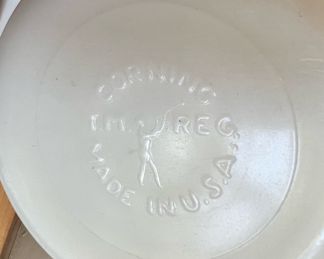 CORNING
T.M. REG.
MADE IN U.S.A.